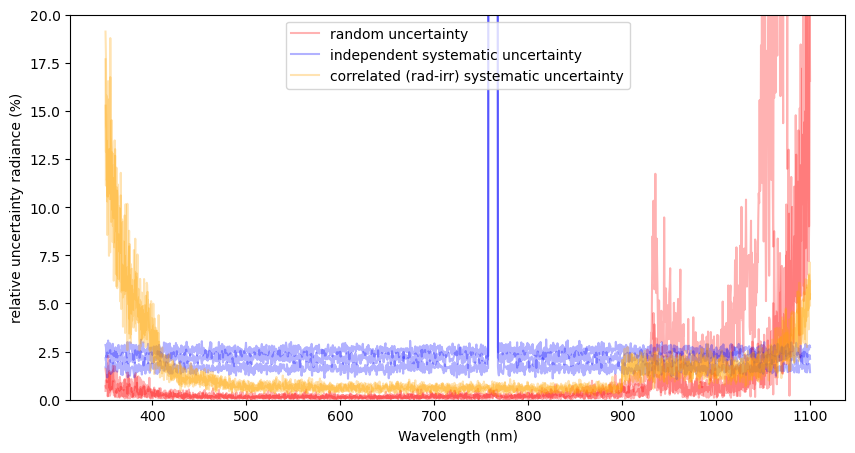 random uncertainty
independent systematic uncertainty
correlated (rad-irr) systematic uncertainty
relative uncertainty radiance (%)
20.0
17.5
15.0
12.5
10.0
7.5
5.0
2.5
0.0
400 500 600 700 800 900 1000 1100
Wavelength (nm)